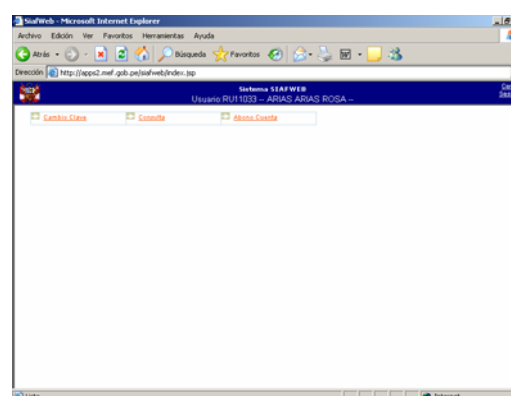 SiafWeb - Microsoft Internet Explorer
Archivo Edición Ver Favoritos Herramientas Ayuda
Atrás Búsqueda Favoritos
Dirección http://apps2.mef.gob.pe/siafweb/index.jsp
Sistema SIAFWEB
Usuario:RU11033 -- ARIAS ARIAS ROSA --
Cambio Clave Consulta Abono Cuenta
Internet